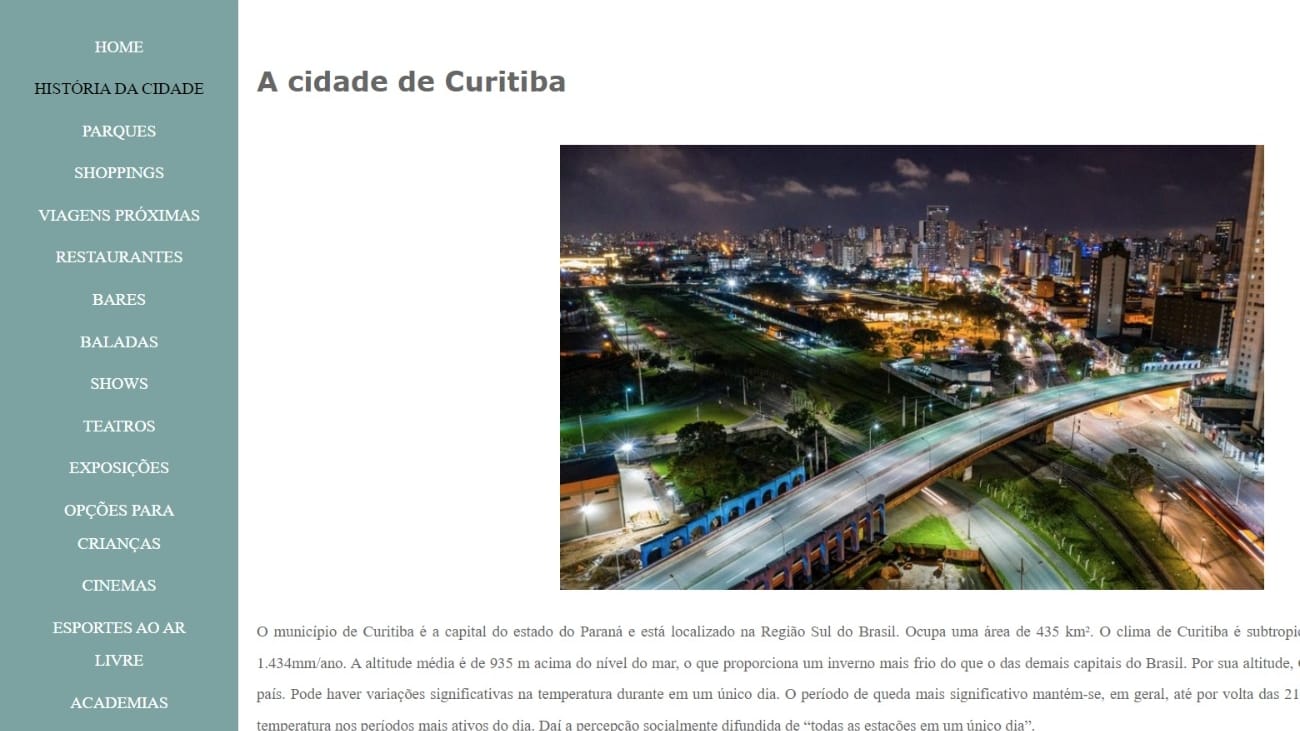 HOME
HISTÓRIA DA CIDADE
PARQUES
SHOPPINGS
VIAGENS PRÓXIMAS
RESTAURANTES
BARES
BALADAS
SHOWS
TEATROS
EXPOSIÇÕES
OPÇÕES PARA
CRIANÇAS
CINEMAS
ESPORTES AO AR
LIVRE
ACADEMIAS
A cidade de Curitiba
O município de Curitiba é a capital do estado do Paraná e está localizado na Região Sul do Brasil. Ocupa uma área de 435 km². O clima de Curitiba é
1.434mm/ano. A altitude média é de 935 m acima do nível do mar, o que proporciona um inverno mais frio do que o das demais capitais do Brasil. Por sua altitude,
país. Pode haver variações significativas na temperatura durante em um único dia. O período de queda mais significativo mantém-se, em geral, até por volta das
temperatura nos períodos mais ativos do dia. Daí a percepção socialmente difundida de “todas as estações em um único dia”.